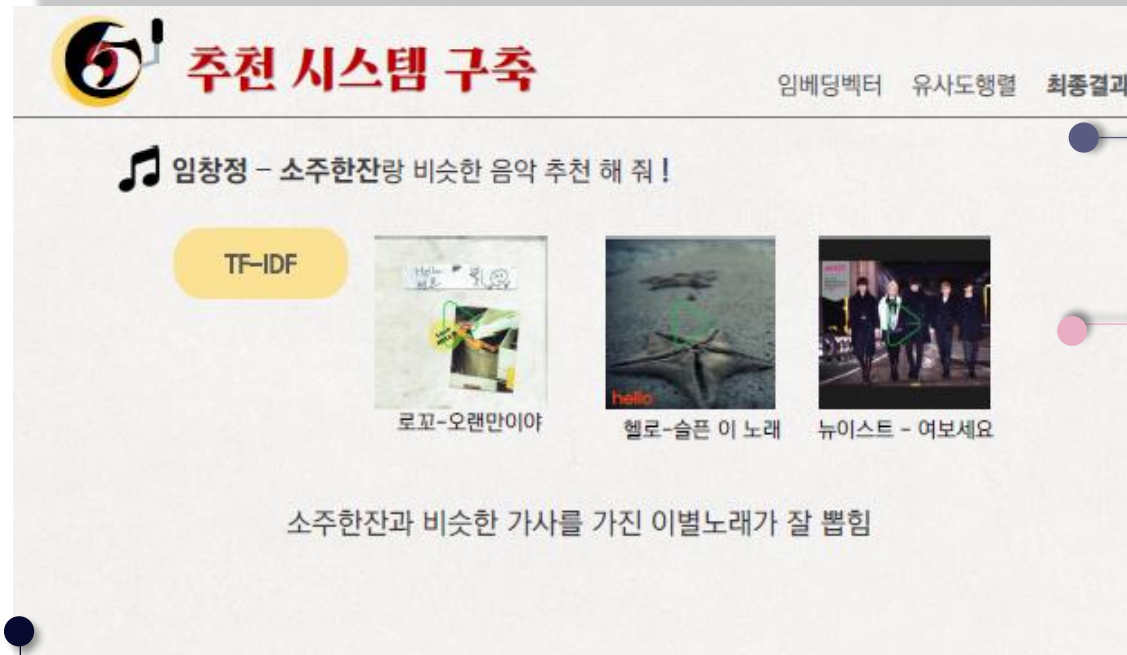 5 추천 시스템 구축
임베딩벡터 유사도행렬 최종결과
임창정 – 소주한잔랑 비슷한 음악 추천 해 줘 !
TF-IDF
hello
로꼬-오랜만이야
헬로-슬픈 이 노래
뉴이스트 - 여보세요
소주한잔과 비슷한 가사를 가진 이별노래가 잘 뽑힘